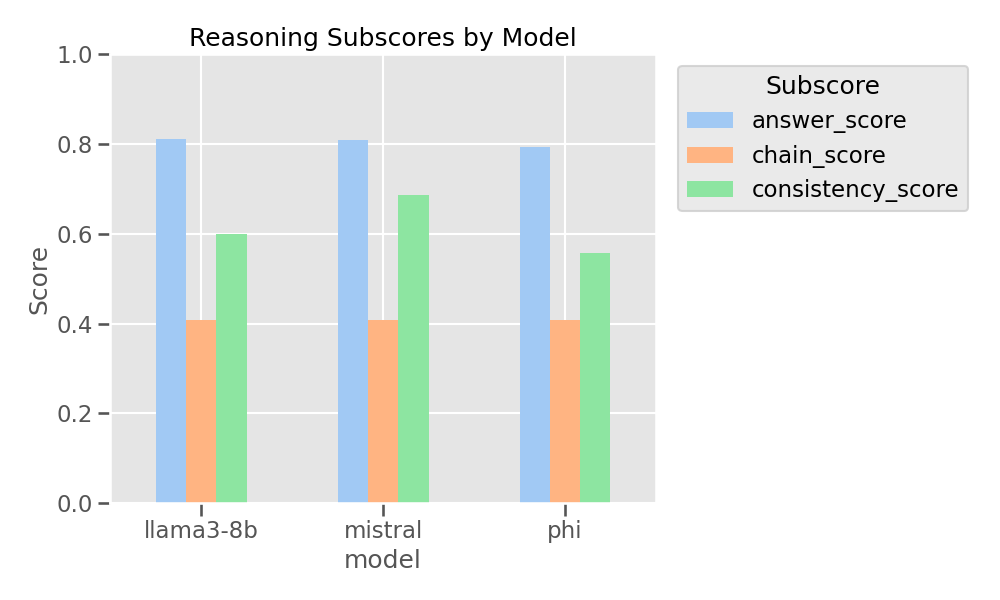 Reasoning Subscores by Model
1.0
0.8
0.6
0.4
0.2
0.0
Score
llama3-8b
mistral
phi
model
Subscore
answer_score
chain_score
consistency_score